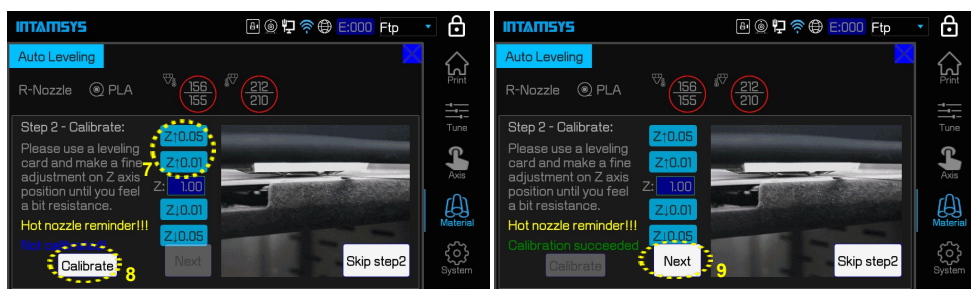 INTAMSYS E:000 Ftp
Auto Leveling
Print
R-Nozzle PLA 156 212
155 210
Tune
Step 2 - Calibrate: Z↑0.05
Please use a leveling
card and make a fine Z↑0.01
adjustment on Z axis 7
position until you feel Z: 1.00
a bit resistance. Z↓0.01
Axis
Hot nozzle reminder!!! Material
Z↓0.05
Calibrate 8 Next Skip step2
System
INTAMSYS E:000 Ftp
Auto Leveling
Print
R-Nozzle PLA 156 212
155 210
Tune
Step 2 - Calibrate: Z↑0.05
Please use a leveling
card and make a fine Z↑0.01
adjustment on Z axis
position until you feel Z: 1.00
a bit resistance. Z↓0.01
Axis
Hot nozzle reminder!!! Material
Calibration succeeded Z↓0.05
Calibrate Next 9 Skip step2
System